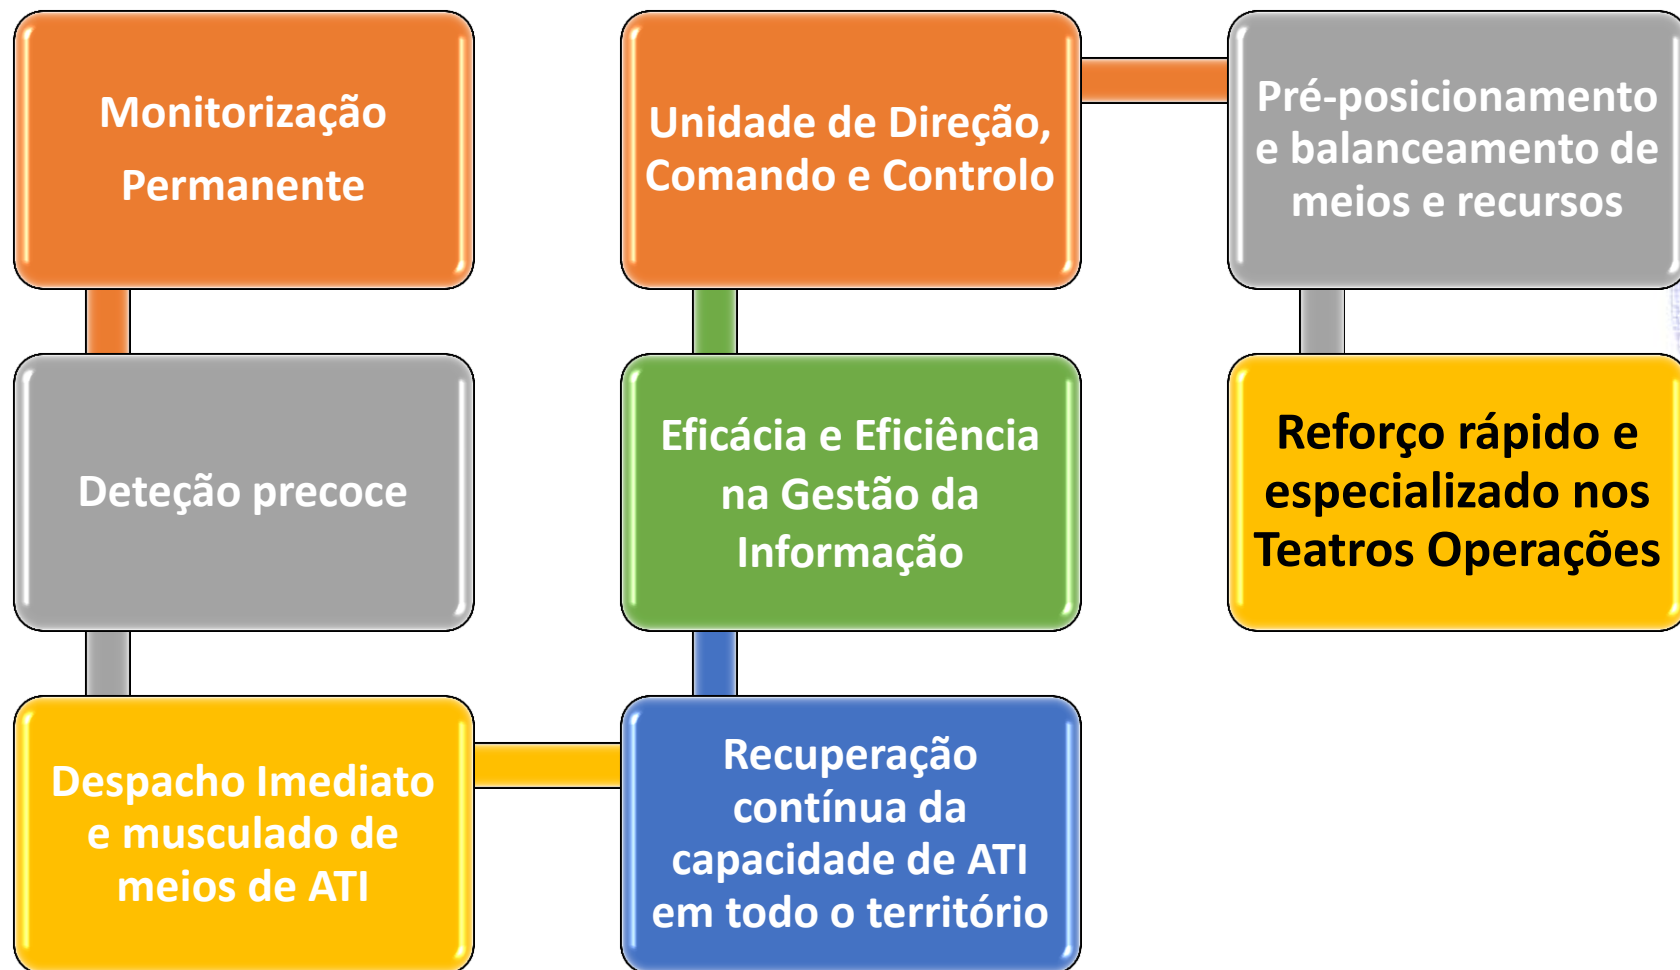 Monitorização
Permanente
Deteção precoce
Despacho Imediato
e musculado de
meios de ATI
Recuperação
contínua da
capacidade de ATI
em todo o território
Eficácia e Eficiência
na Gestão da
Informação
Unidade de Direção,
Comando e Controlo
Pré-posicionamento
e balanceamento de
meios e recursos
Reforço rápido e
especializado nos
Teatros Operações